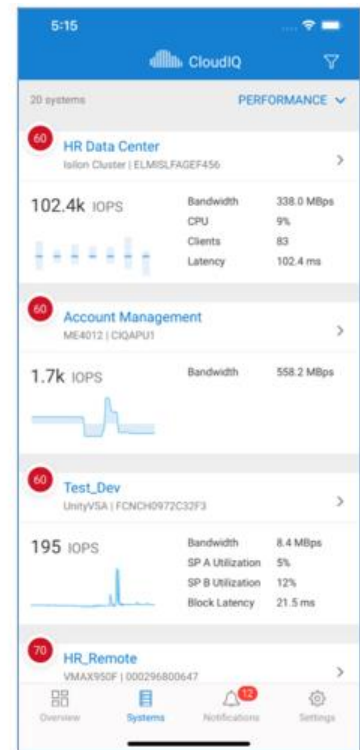 5:15
CloudIQ
20 systems PERFORMANCE
60
HR Data Center
Isilon Cluster | ELMISLFAGEF456
102.4k IOPS
Bandwidth 338.0 MBps
CPU 9%
Clients 83
Latency 102.4 ms
60
Account Management
ME4012 | CIQAPU1
1.7k IOPS
Bandwidth 558.2 MBps
60
Test_Dev
UnityVSA | FCNCH0972C32F3
195 IOPS
Bandwidth 8.4 MBps
SP A Utilization 5%
SP B Utilization 12%
Block Latency 21.5 ms
70
HR_Remote
VMAX950F | 000296800647
12
Overview Systems Notifications Settings